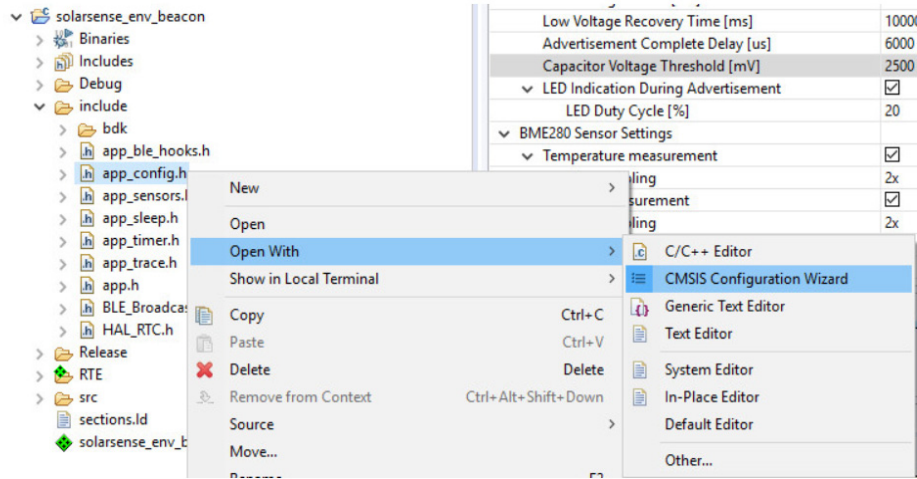 solarsense_env_beacon
Binaries
Includes
Debug
include
bdk
app_ble_hooks.h
app_config.h
app_sensors.h
app_sleep.h
app_timer.h
app_trace.h
app.h
BLE_Broadcas
HAL_RTC.h
Release
RTE
src
sections.ld
solarsense_env_b
Low Voltage Recovery Time [ms] 10000
Advertisement Complete Delay [us] 6000
Capacitor Voltage Threshold [mV] 2500
LED Indication During Advertisement
LED Duty Cycle [%] 20
BME280 Sensor Settings
Temperature measurement
ling 2x
surement
ling 2x
New
Open
Open With
Show in Local Terminal
Copy Ctrl+C
Paste Ctrl+V
Delete Delete
Remove from Context Ctrl+Alt+Shift+Down
Source
Move...
Rename F2
C/C++ Editor
CMSIS Configuration Wizard
Generic Text Editor
Text Editor
System Editor
In-Place Editor
Default Editor
Other...